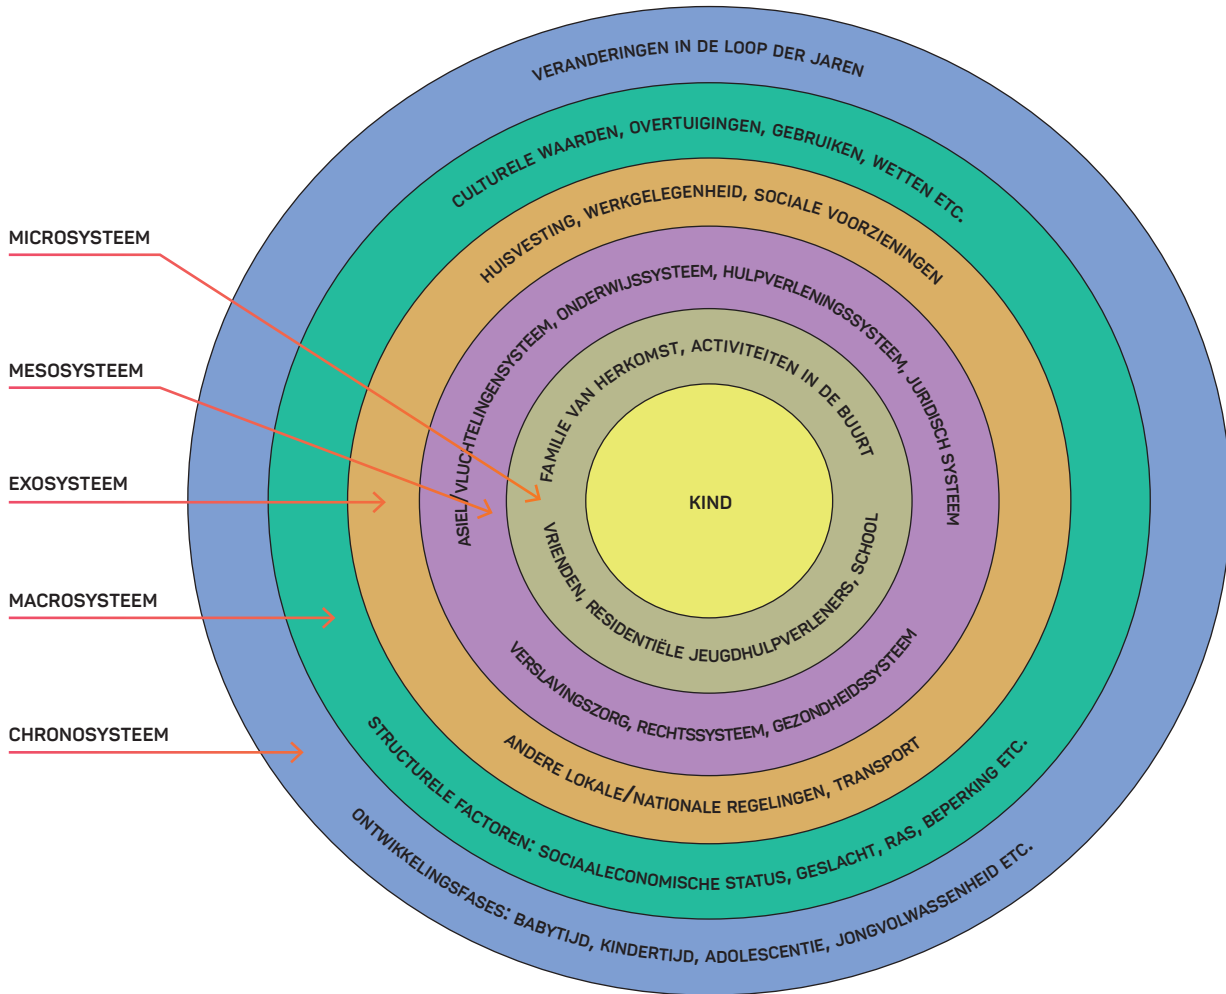 VERANDERINGEN IN DE LOOP DER JAREN
CULTURELE WAARDEN, OVERTUIGINGEN, GEBRUIKEN, WETTEN ETC.
HUISVESTING, WERKGELEGENHEID, SOCIALE VOORZIENINGEN
ASIEL/VLUCHTELINGENSYSTEEM, ONDERWIJSSYSTEEM, HULPVERLENINGSSYSTEEM, JURIDISCH SYSTEEM
FAMILIE VAN HERKOMST, ACTIVITEITEN IN DE BUURT
KIND
VRIENDEN, RESIDENTIËLE JEUGDHULPVERLENERS, SCHOOL
VERSLAVINGSZORG, RECHTSSYSTEEM, GEZONDHEIDSSYSTEEM
ANDERE LOKALE/NATIONALE REGELINGEN, TRANSPORT
STRUCTURELE FACTOREN: SOCIAALECONOMISCHE STATUS, GESLACHT, RAS, BEPERKING ETC.
ONTWIKKELINGSFASES: BABYTIJD, KINDERTIJD, ADOLESCENTIE, JONGVOLWASSENHEID ETC.
MICROSYSTEEM
MESOSYSTEEM
EXOSYSTEEM
MACROSYSTEEM
CHRONOSYSTEEM